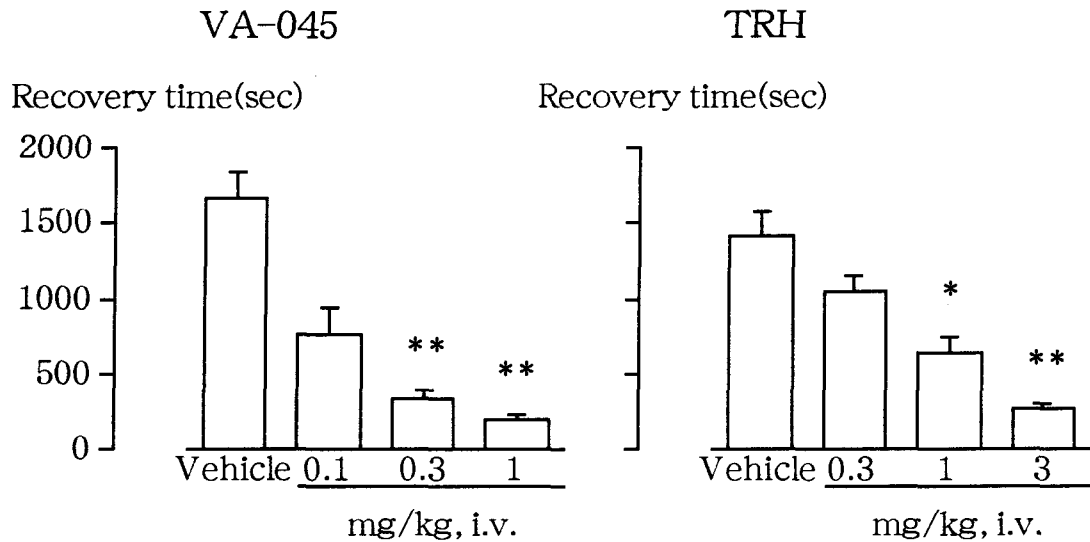 VA-045 TRH
Recovery time(sec) Recovery time(sec)
2000
1500
1000
500
0
** ** * **
Vehicle 0.1 0.3 1 Vehicle 0.3 1 3
mg/kg, i.v. mg/kg, i.v.